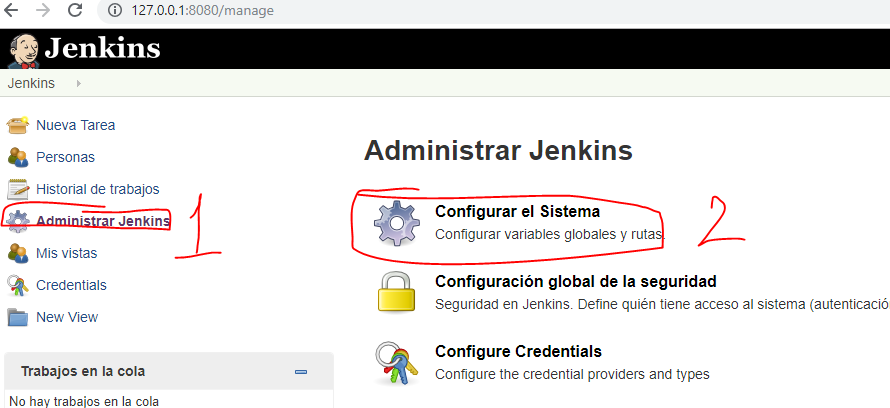 127.0.0.1:8080/manage
Jenkins
Jenkins
Nueva Tarea
Personas
Historial de trabajos
Administrar Jenkins
1
Mis vistas
Credentials
New View
Trabajos en la cola
No hay trabajos en la cola
Administrar Jenkins
Configurar el Sistema
Configurar variables globales y rutas.
2
Configuración global de la seguridad
Seguridad en Jenkins. Define quién tiene acceso al sistema (autenticació
Configure Credentials
Configure the credential providers and types